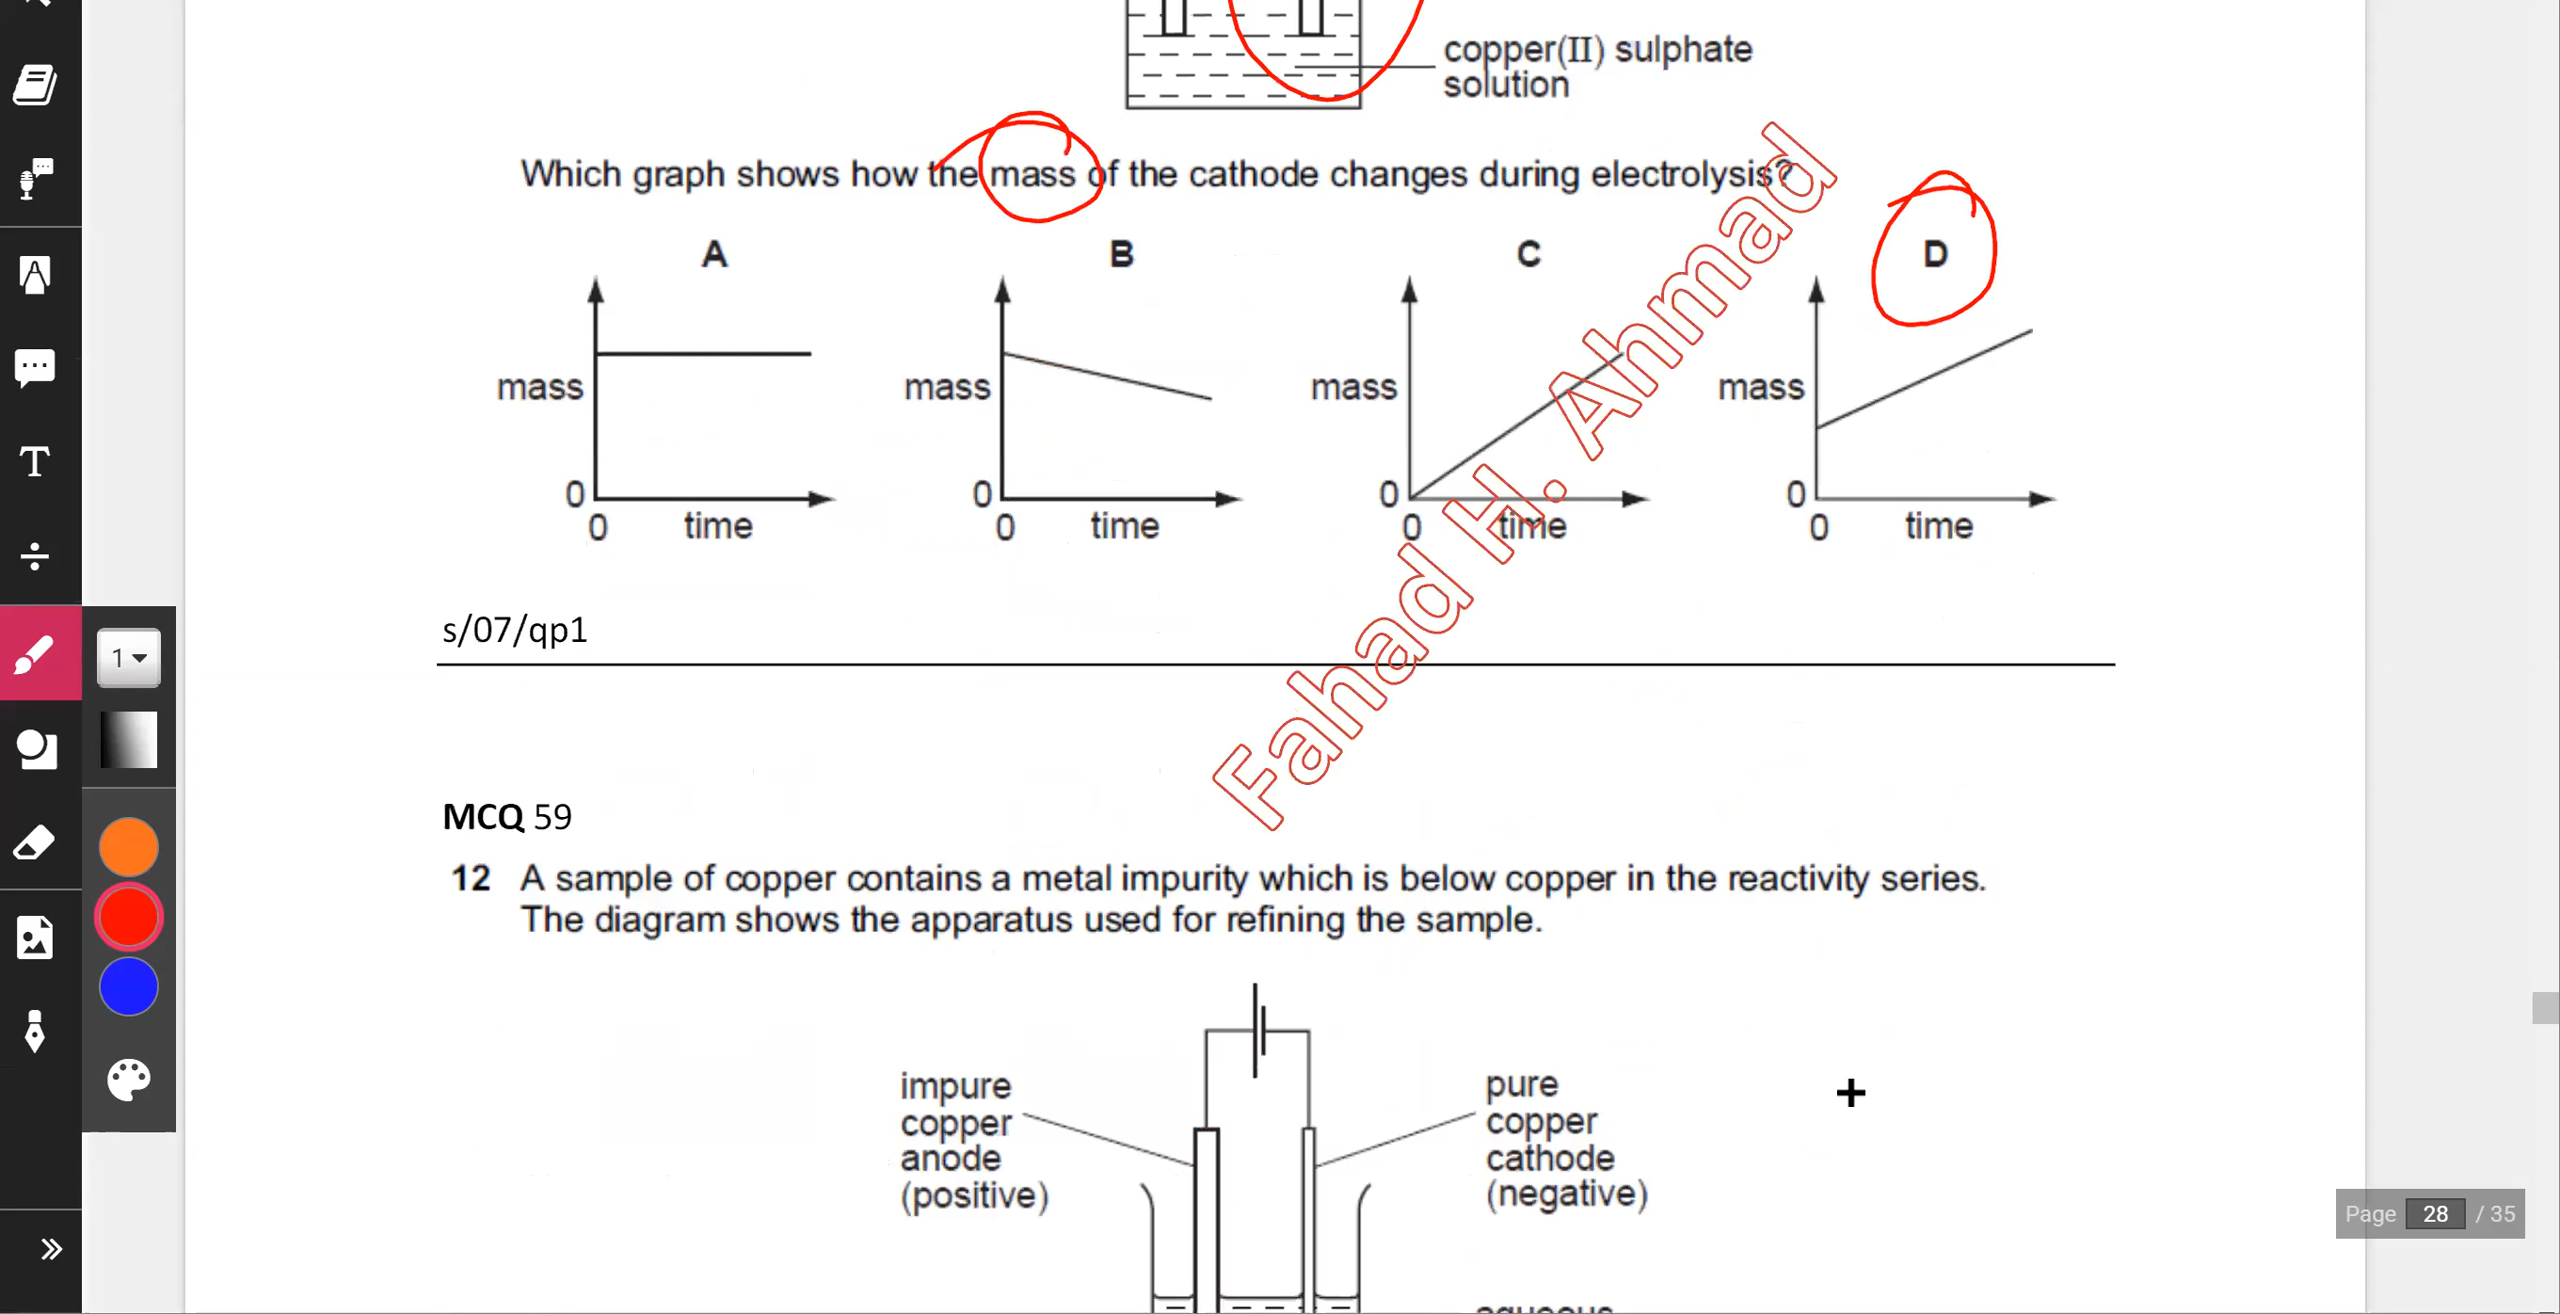 copper(II) sulphate
solution
Which graph shows how the mass of the cathode changes during electrolysis?
A
B
C
D
mass
mass
mass
mass
0
0
0
0
0
time
0
time
0
time
0
time
Fahad H. Ahmad
s/07/qp1
MCQ 59
12 A sample of copper contains a metal impurity which is below copper in the reactivity series.
The diagram shows the apparatus used for refining the sample.
impure
copper
anode
(positive)
pure
copper
cathode
(negative)
aqueous
T
1
Page 28 / 35